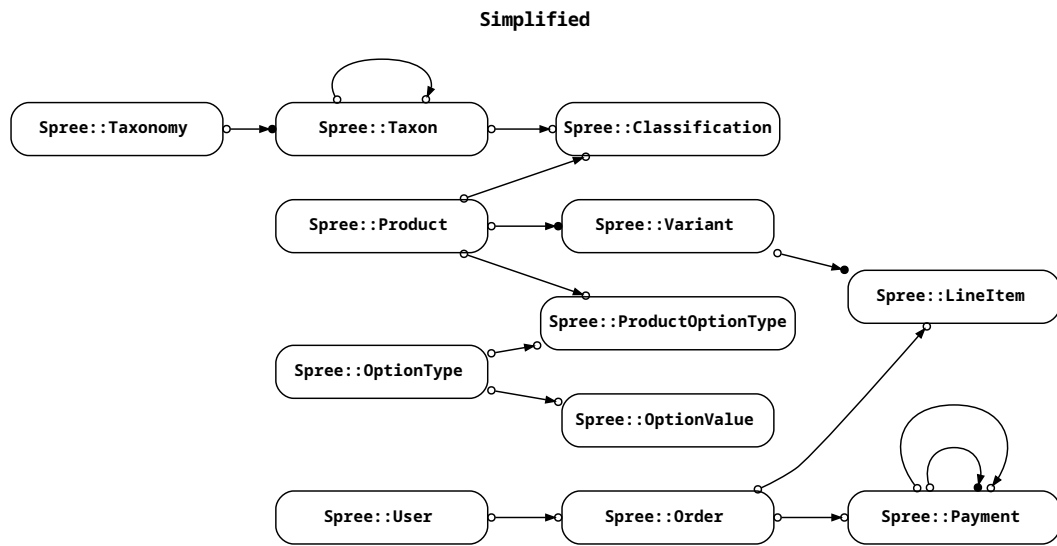 Simplified
Spree::Taxonomy
Spree::Taxon
Spree::Classification
Spree::Product
Spree::Variant
Spree::LineItem
Spree::ProductOptionType
Spree::OptionType
Spree::OptionValue
Spree::User
Spree::Order
Spree::Payment